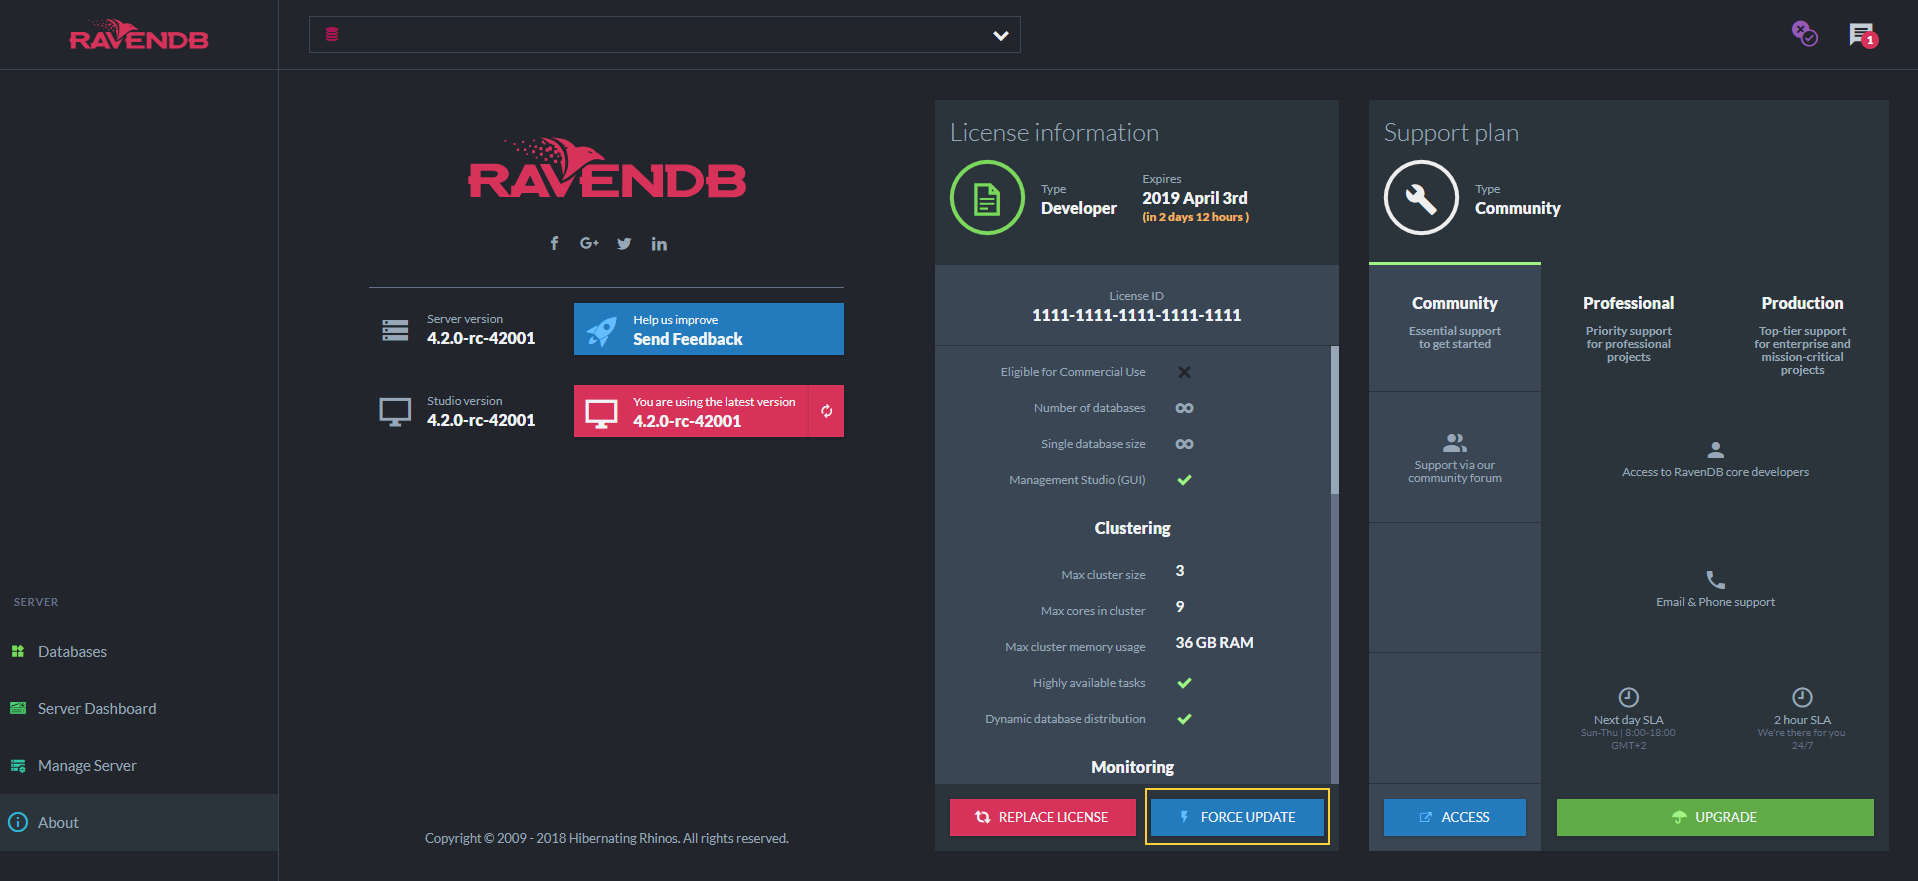 RAVENDB
1
RAVENDB
Server version
4.2.0-rc-42001
Help us improve
Send Feedback
Studio version
4.2.0-rc-42001
You are using the latest version
4.2.0-rc-42001
Copyright © 2009 - 2018 Hibernating Rhinos. All rights reserved.
SERVER
Databases
Server Dashboard
Manage Server
About
License information
Type
Developer
Expires
2019 April 3rd
(in 2 days 12 hours )
License ID
1111-1111-1111-1111-1111
Eligible for Commercial Use
Number of databases
Single database size
Management Studio (GUI)
Clustering
Max cluster size 3
Max cores in cluster 9
Max cluster memory usage 36 GB RAM
Highly available tasks
Dynamic database distribution
Monitoring
REPLACE LICENSE
FORCE UPDATE
Support plan
Type
Community
Community
Essential support
to get started
Support via our
community forum
Professional
Priority support
for professional
projects
Production
Top-tier support
for enterprise and
mission-critical
projects
Access to RavenDB core developers
Email & Phone support
Next day SLA
Sun-Thu | 8:00-18:00
GMT+2
2 hour SLA
We're there for you
24/7
ACCESS
UPGRADE